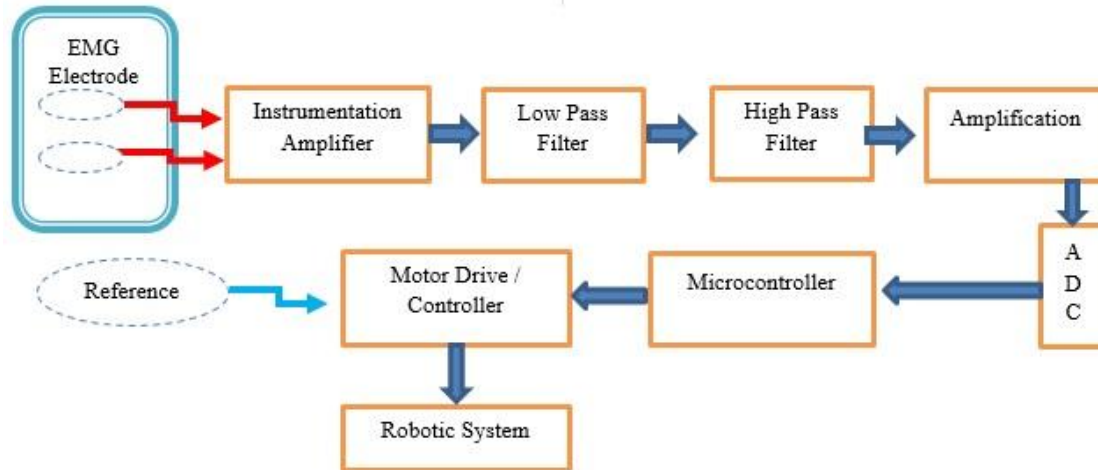 EMG
Electrode
Instrumentation
Amplifier
Low Pass
Filter
High Pass
Filter
Amplification
A
D
C
Reference
Motor Drive /
Controller
Microcontroller
Robotic System